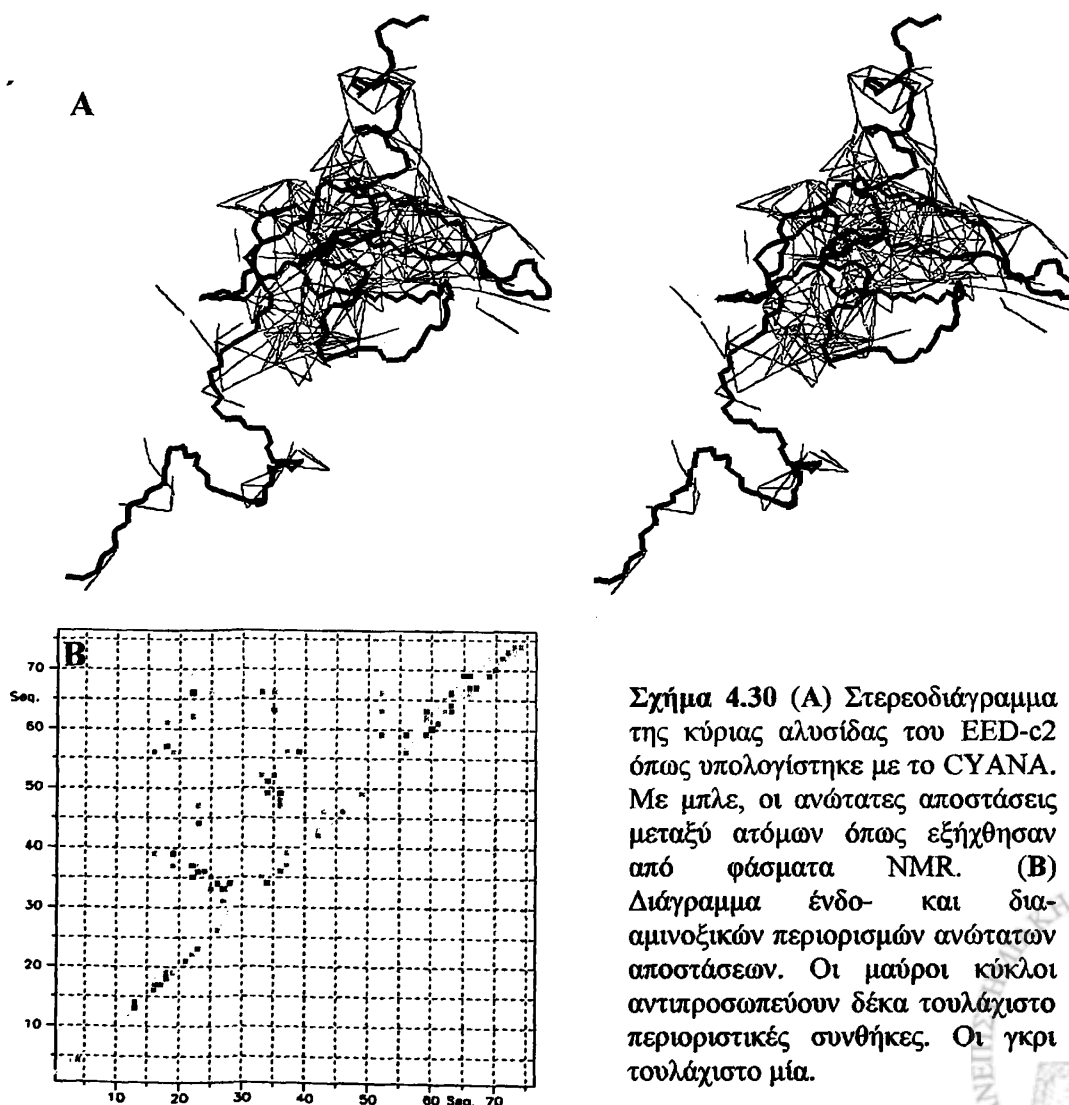 A
B
70
Seq.
60
50
40
30
20
10
10 20 30 40 50 60 Seq. 70
Σχήμα 4.30 (Α) Στερεοδιάγραμμα
της κύριας αλυσίδας του EED-c2
όπως υπολογίστηκε με το CYANA.
Με μπλε, οι ανώτατες αποστάσεις
μεταξύ ατόμων όπως εξήχθησαν
από φάσματα NMR. (B)
Διάγραμμα ένδο- και δια-
αμινοξικών περιορισμών ανώτατων
αποστάσεων. Οι μαύροι κύκλοι
αντιπροσωπεύουν δέκα τουλάχιστο
περιοριστικές συνθήκες. Οι γκρι
τουλάχιστο μία.